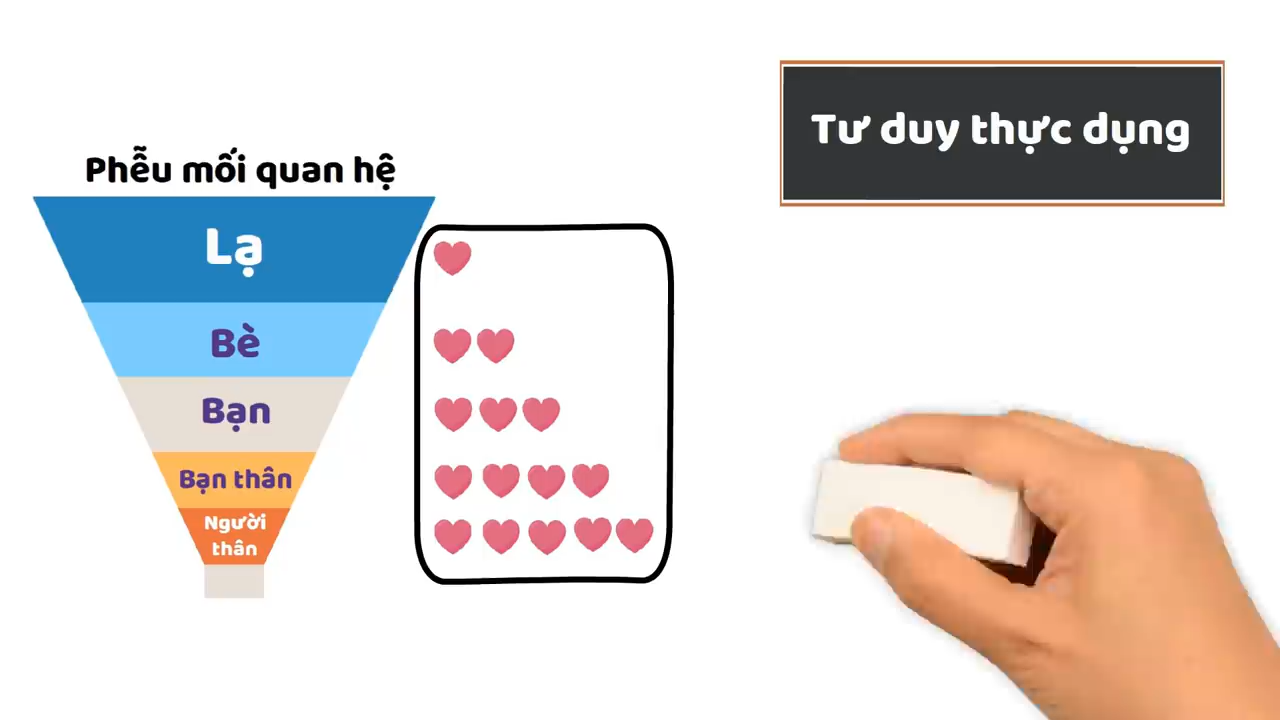 Tư duy thực dụng
Phễu mối quan hệ
Lạ
Bè
Bạn
Bạn thân
Người
thân